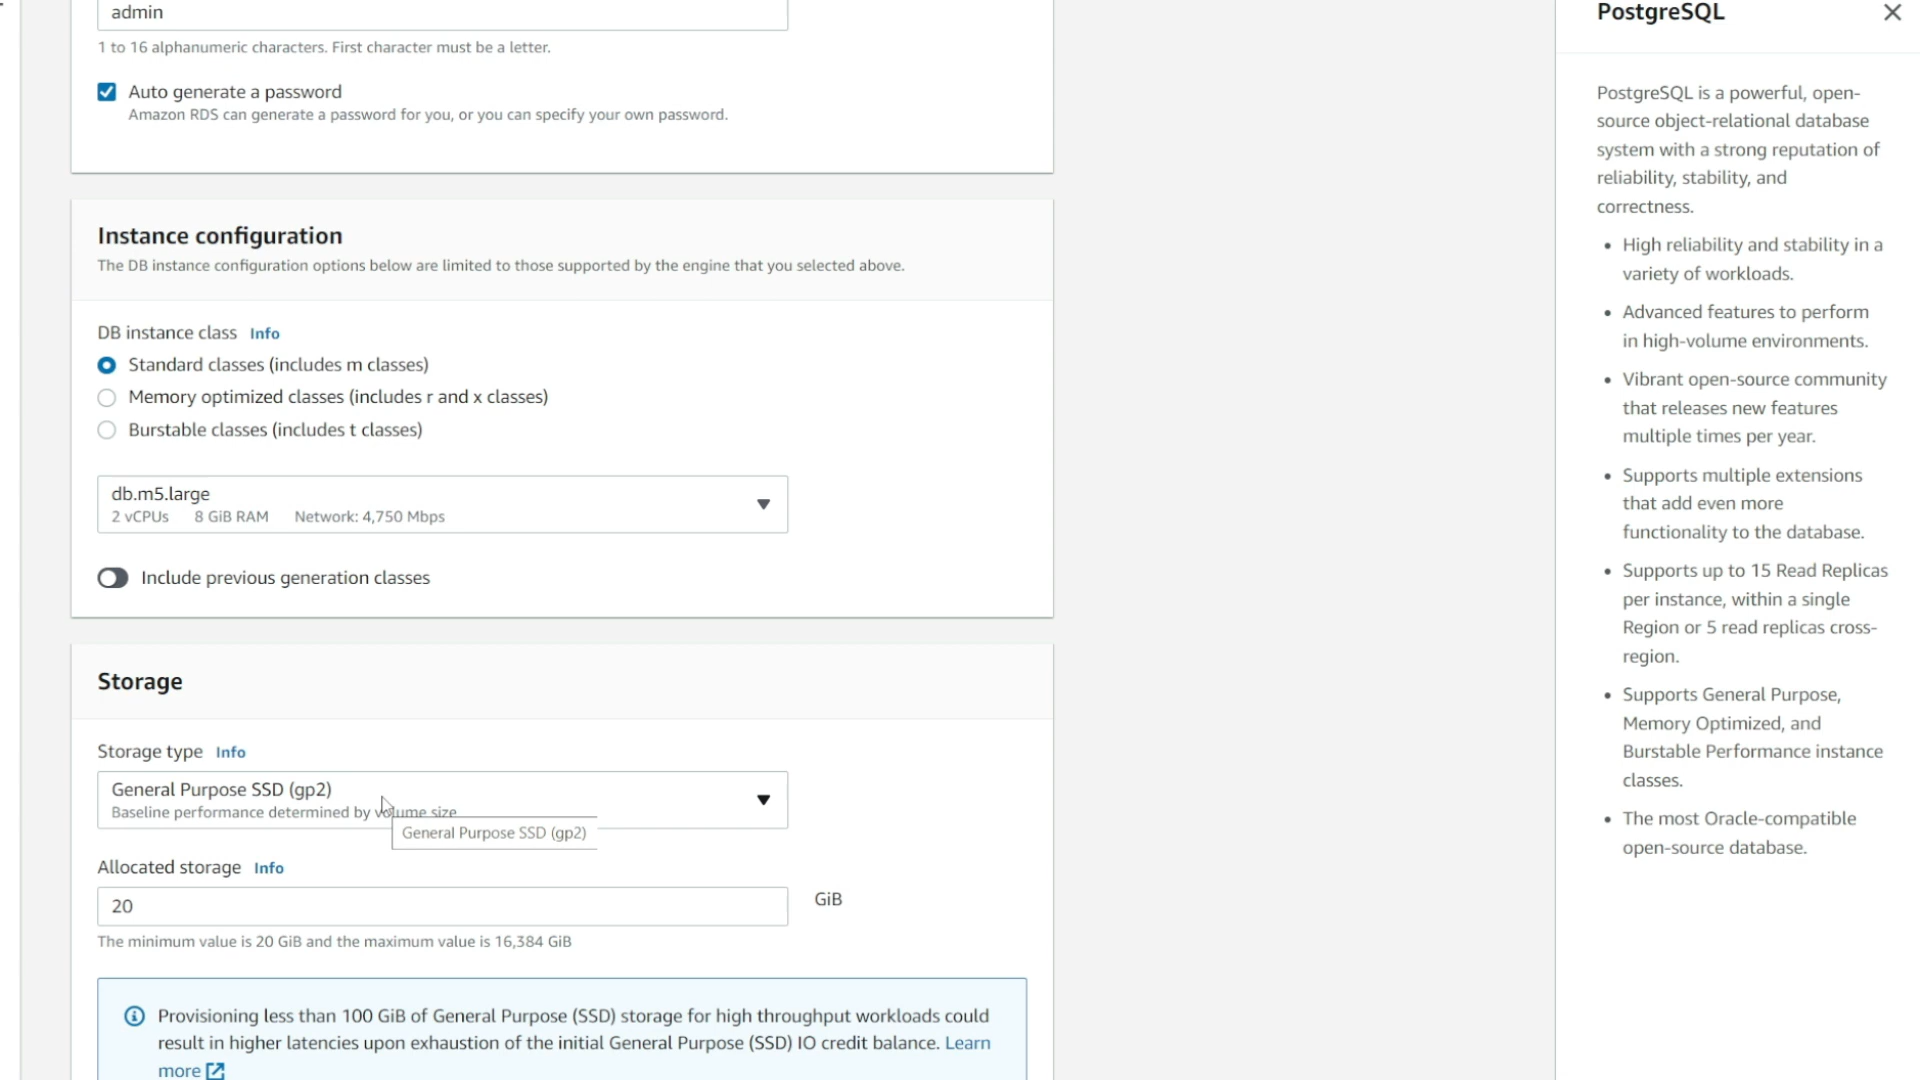 admin
1 to 16 alphanumeric characters. First character must be a letter.
Auto generate a password
Amazon RDS can generate a password for you, or you can specify your own password.
Instance configuration
The DB instance configuration options below are limited to those supported by the engine that you selected above.
DB instance class Info
Standard classes (includes m classes)
Memory optimized classes (includes r and x classes)
Burstable classes (includes t classes)
db.m5.large
2 vCPUs 8 GiB RAM Network: 4,750 Mbps
Include previous generation classes
Storage
Storage type Info
General Purpose SSD (gp2)
Baseline performance determined by volume size
General Purpose SSD (gp2)
Allocated storage Info
20
GiB
The minimum value is 20 GiB and the maximum value is 16,384 GiB
Provisioning less than 100 GiB of General Purpose (SSD) storage for high throughput workloads could
result in higher latencies upon exhaustion of the initial General Purpose (SSD) IO credit balance. Learn
more
PostgreSQL
PostgreSQL is a powerful, open-
source object-relational database
system with a strong reputation of
reliability, stability, and
correctness.
• High reliability and stability in a
variety of workloads.
• Advanced features to perform
in high-volume environments.
• Vibrant open-source community
that releases new features
multiple times per year.
• Supports multiple extensions
that add even more
functionality to the database.
• Supports up to 15 Read Replicas
per instance, within a single
Region or 5 read replicas cross-
region.
• Supports General Purpose,
Memory Optimized, and
Burstable Performance instance
classes.
• The most Oracle-compatible
open-source database.